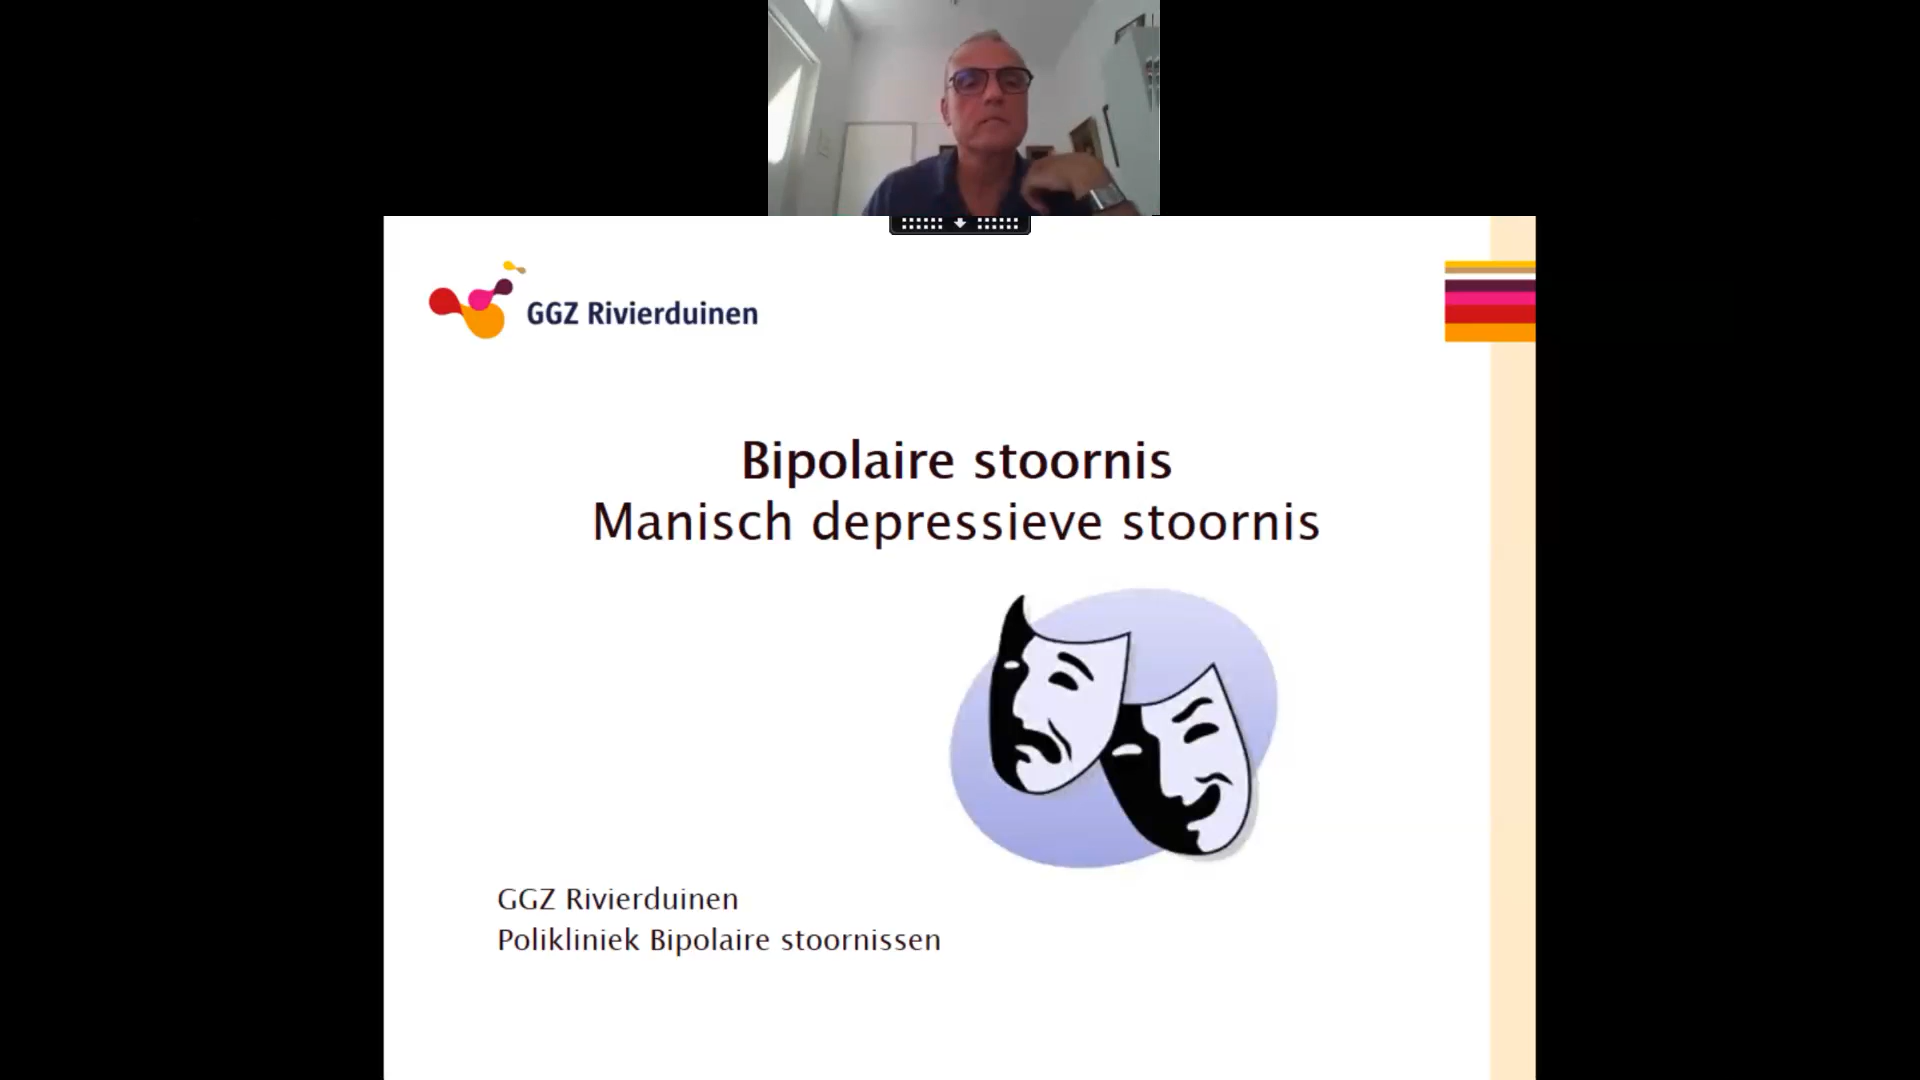 GGZ Rivierduinen
Bipolaire stoornis
Manisch depressieve stoornis
GGZ Rivierduinen
Polikliniek Bipolaire stoornissen